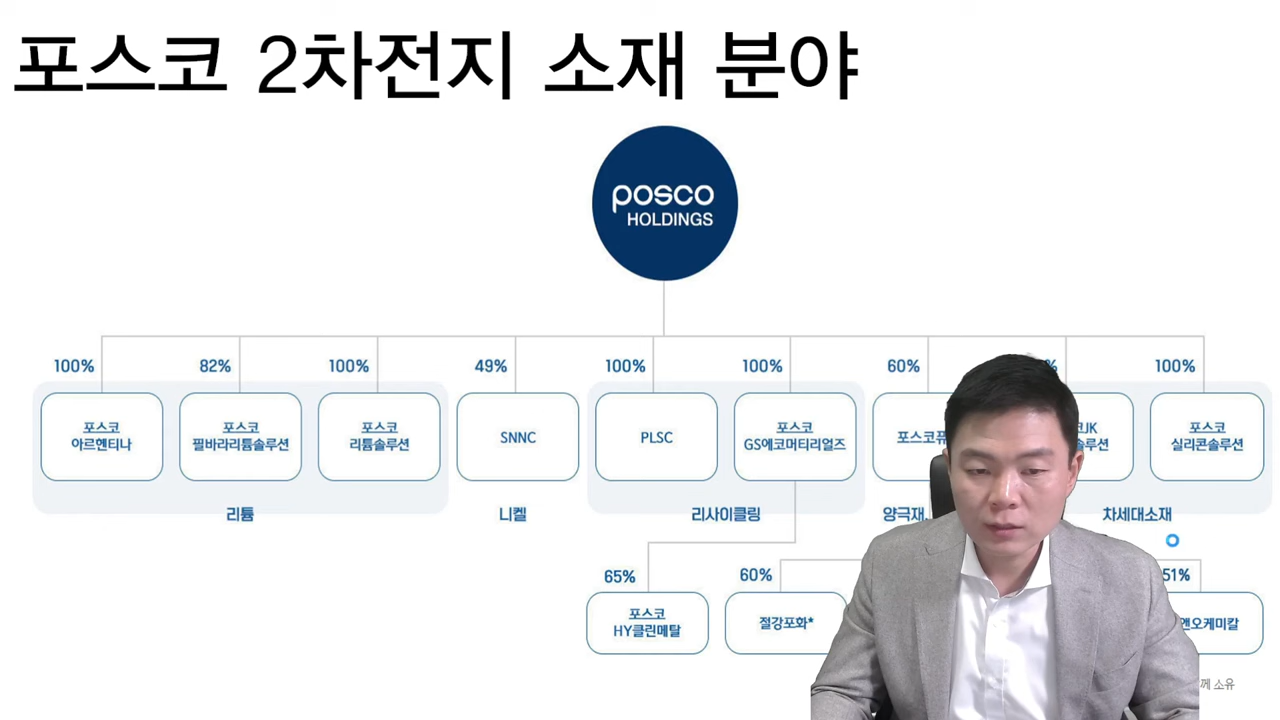 포스코 2차전지 소재 분야
posco
HOLDINGS
100%
82%
100%
49%
100%
100%
60%
100%
포스코
아르헨티나
포스코
필바라리튬솔루션
포스코
리튬솔루션
SNNC
PLSC
포스코
GS에코머티리얼즈
포스코
실리콘솔루션
리튬
니켈
리사이클링
양극재
차세대소재
65%
60%
51%
포스코
HY클린메탈
절강포화*
앤오케미칼
께 소유